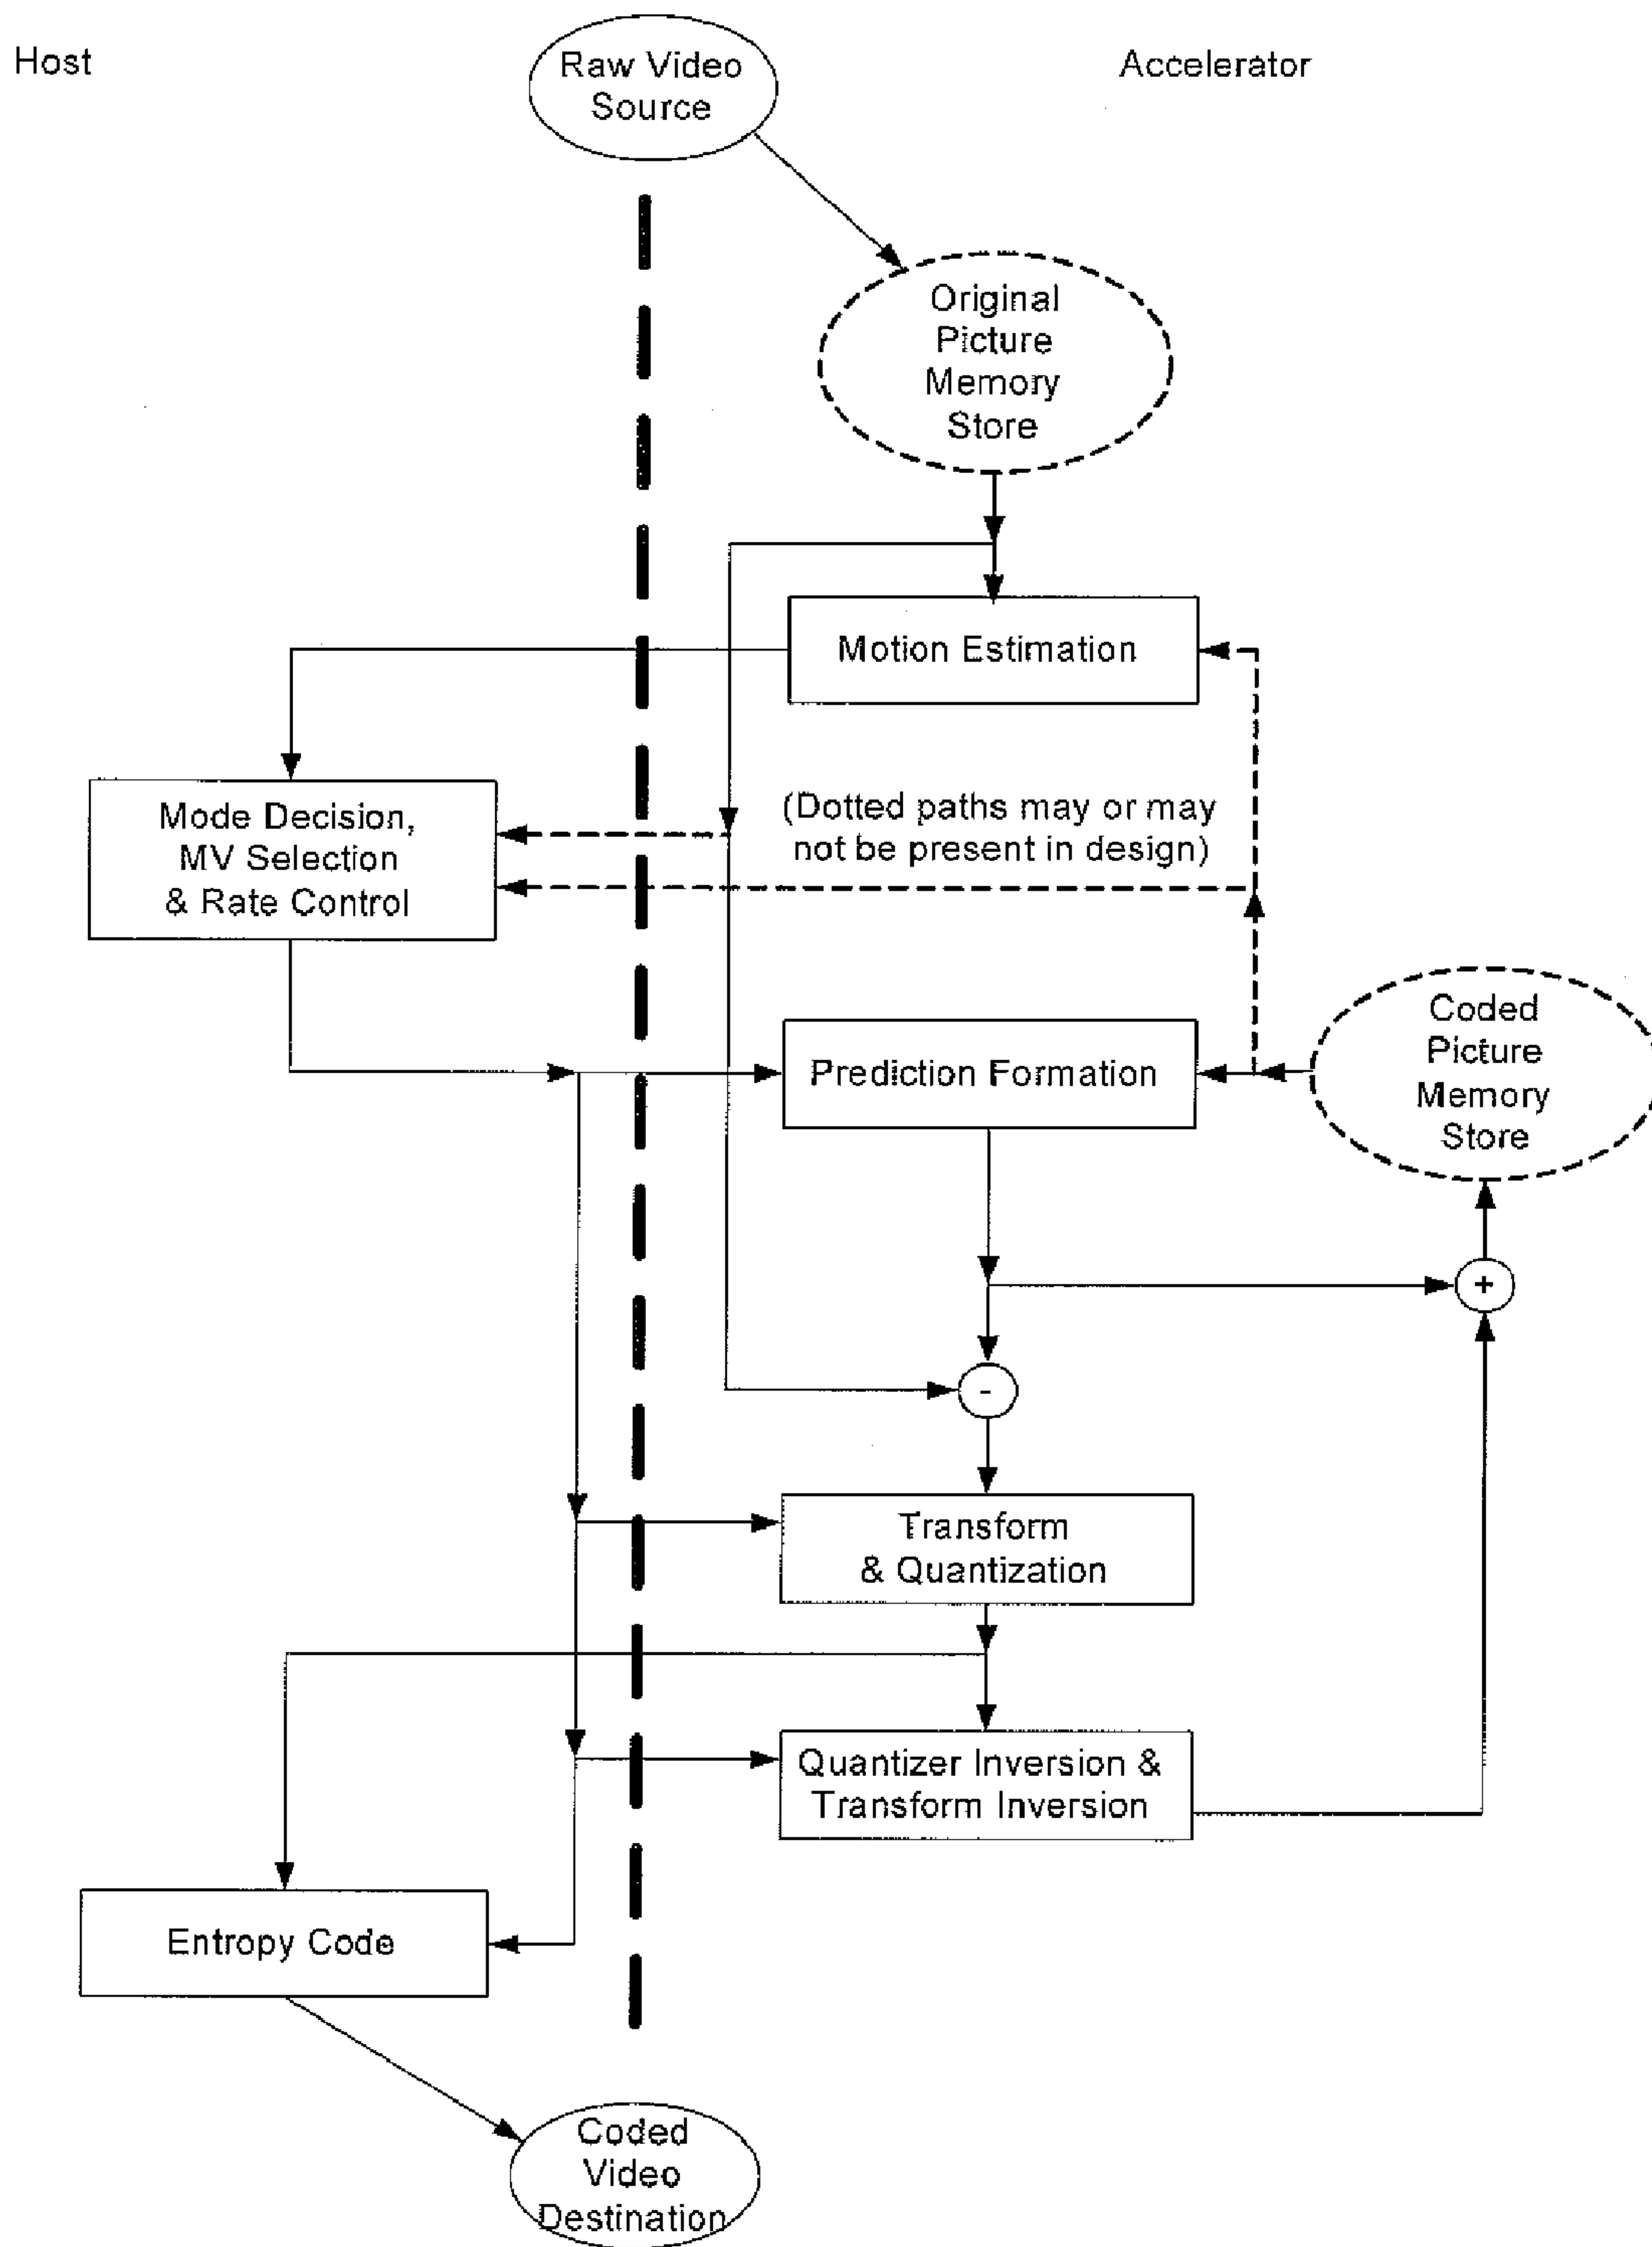 Host
Raw Video
Source
Accelerator
Original
Picture
Memory
Store
Motion Estimation
Mode Decision,
MV Selection
& Rate Control
(Dotted paths may or may
not be present in design)
Prediction Formation
Coded
Picture
Memory
Store
+
-
Transform
& Quantization
Quantizer Inversion &
Transform Inversion
Entropy Code
Coded
Video
Destination